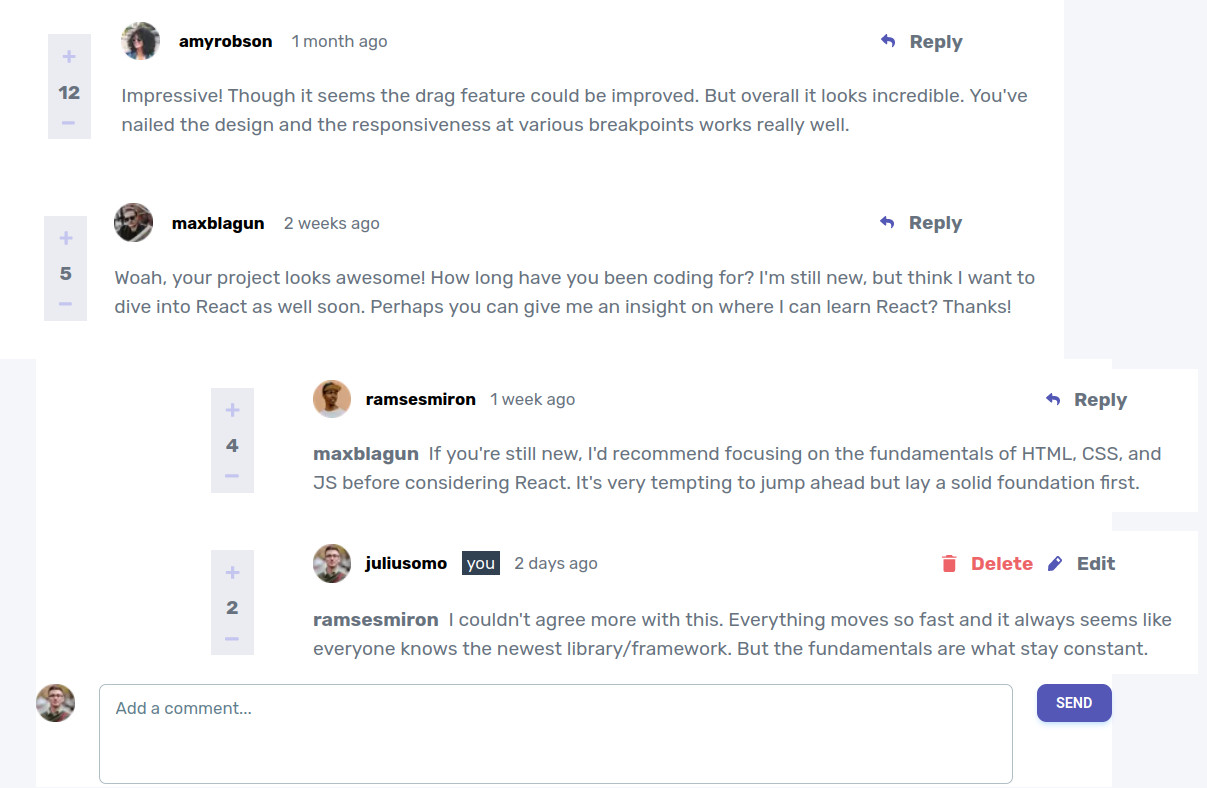 amyrobson 1 month ago Reply
+
12
−
Impressive! Though it seems the drag feature could be improved. But overall it looks incredible. You've
nailed the design and the responsiveness at various breakpoints works really well.
maxblagun 2 weeks ago Reply
+
5
−
Woah, your project looks awesome! How long have you been coding for? I'm still new, but think I want to
dive into React as well soon. Perhaps you can give me an insight on where I can learn React? Thanks!
ramsesmiron 1 week ago Reply
+
4
−
maxblagun If you're still new, I'd recommend focusing on the fundamentals of HTML, CSS, and
JS before considering React. It's very tempting to jump ahead but lay a solid foundation first.
juliusomo you 2 days ago Delete Edit
+
2
−
ramsesmiron I couldn't agree more with this. Everything moves so fast and it always seems like
everyone knows the newest library/framework. But the fundamentals are what stay constant.
Add a comment... SEND